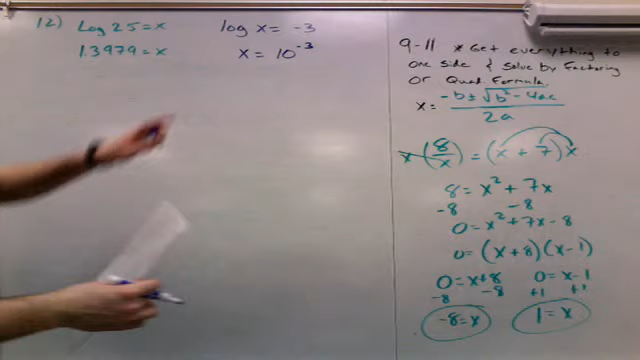 12) Log 25 = x
1.3979 = x
log x = -3
x = 10^-3
9-11 * Get everything to
one side & solve by factoring
or Quad. Formula
x = (-b ± √(b² - 4ac)) / 2a
x(8/x) = (x + 7)x
8 = x² + 7x
-8 -8
0 = x² + 7x - 8
0 = (x + 8)(x - 1)
0 = x + 8 0 = x - 1
-8 -8 +1 +1
-8 = x 1 = x